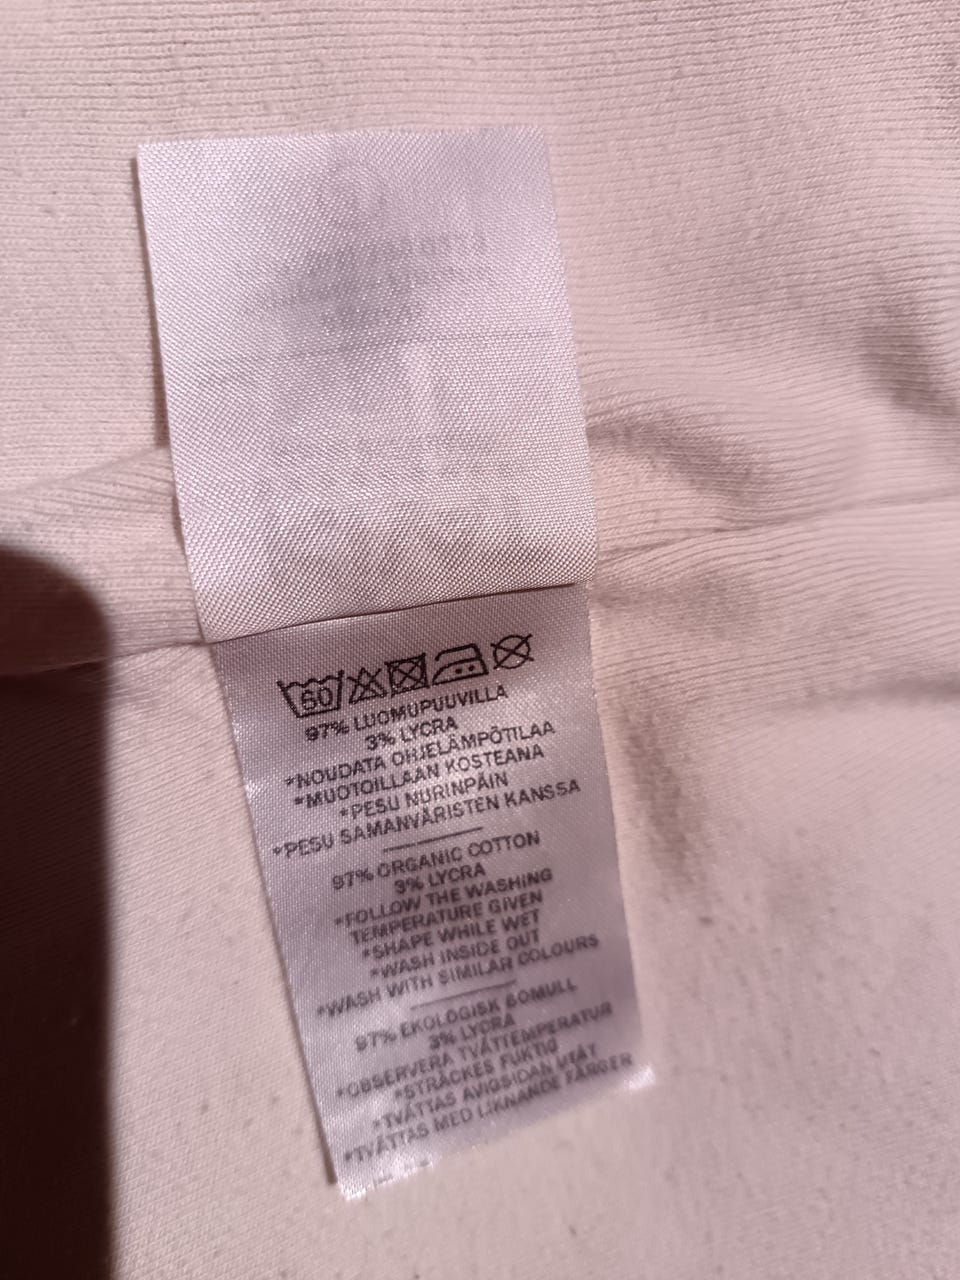 60
97% LUOMUPUUVILLA
3% LYCRA
*NOUDATA OHJELÄMPÖTILAA
*MUOTOILLAAN KOSTEANA
*PESU NURINPÄIN
*PESU SAMANVÄRISTEN KANSSA
97% ORGANIC COTTON
3% LYCRA
*FOLLOW THE WASHING
TEMPERATURE GIVEN
*SHAPE WHILE WET
*WASH INSIDE OUT
*WASH WITH SIMILAR COLOURS
97% EKOLOGISK BOMULL
3% LYCRA
*OBSERVERA TVÄTTEMPERATUR
*STRÄCKES FUKTIG
*TVÄTTAS AVIGSIDAN UTÅT
*TVÄTTAS MED LIKNANDE FÄRGER